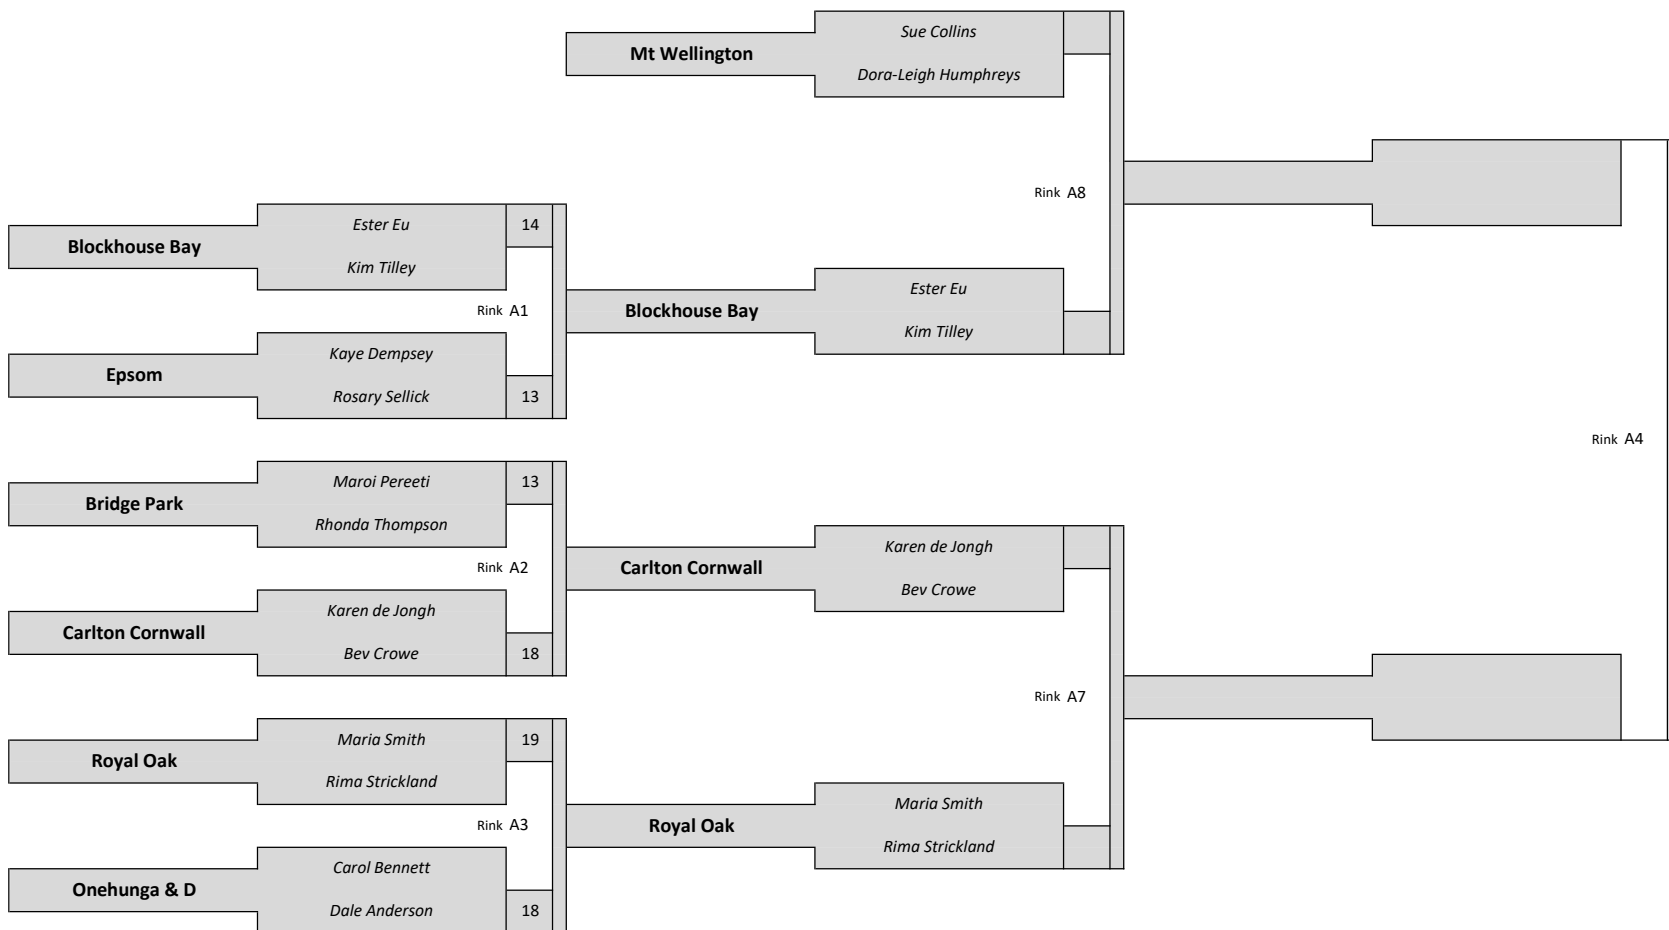 Sue Collins
Mt Wellington
Dora-Leigh Humphreys
Rink A8
Ester Eu
14
Blockhouse Bay
Kim Tilley
Rink A1
Ester Eu
Blockhouse Bay
Kim Tilley
Kaye Dempsey
Epsom
Rosary Sellick
13
Rink A4
Maroi Pereeti
13
Bridge Park
Rhonda Thompson
Rink A2
Karen de Jongh
Carlton Cornwall
Bev Crowe
Karen de Jongh
Carlton Cornwall
Bev Crowe
18
Rink A7
Maria Smith
19
Royal Oak
Rima Strickland
Rink A3
Maria Smith
Royal Oak
Rima Strickland
Carol Bennett
Onehunga & D
Dale Anderson
18